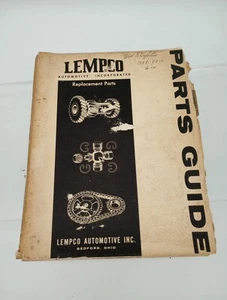 LEMPCO
AUTOMOTIVE INCORPORATED
Replacement Parts
PARTS GUIDE
LEMPCO AUTOMOTIVE INC.
BEDFORD, OHIO